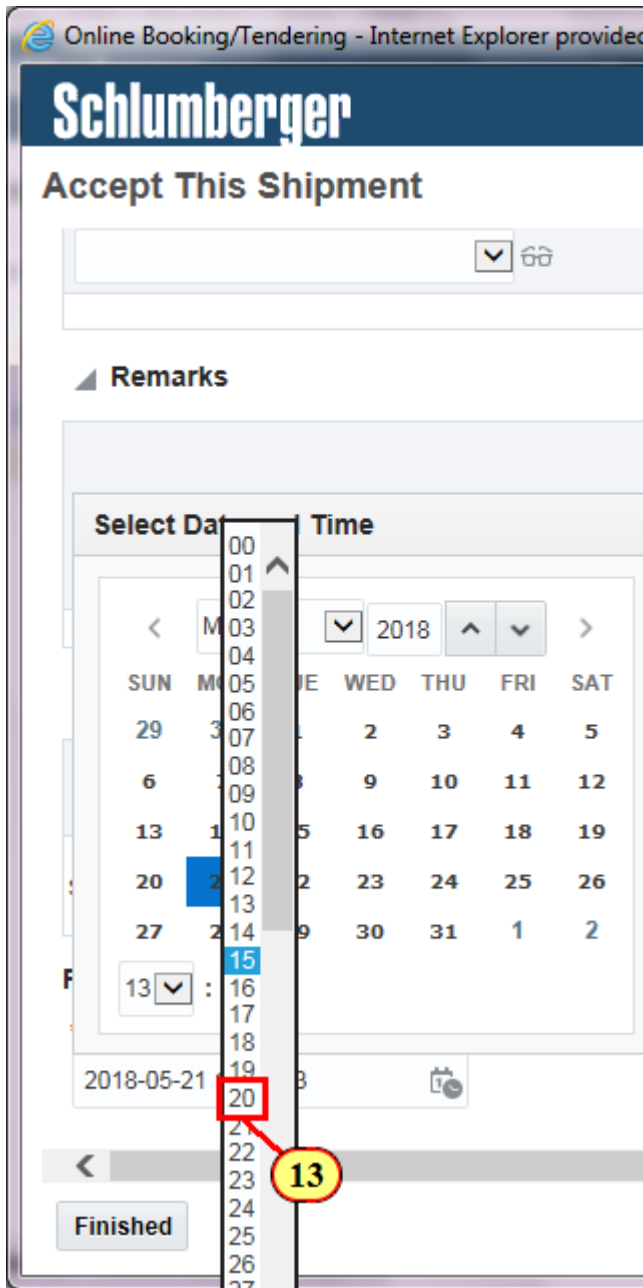 Online Booking/Tendering - Internet Explorer provided
Schlumberger
Accept This Shipment
Remarks
Select Time
00
01
02
03
04
05
06
07
08
09
10
11
12
13
14
15
16
17
18
19
20
21
22
23
24
25
26
27
2018
SUN WED THU FRI SAT
29 2 3 4 5
6 9 10 11 12
13 16 17 18 19
20 23 24 25 26
27 30 31 1 2
13 :
2018-05-21
13
Finished